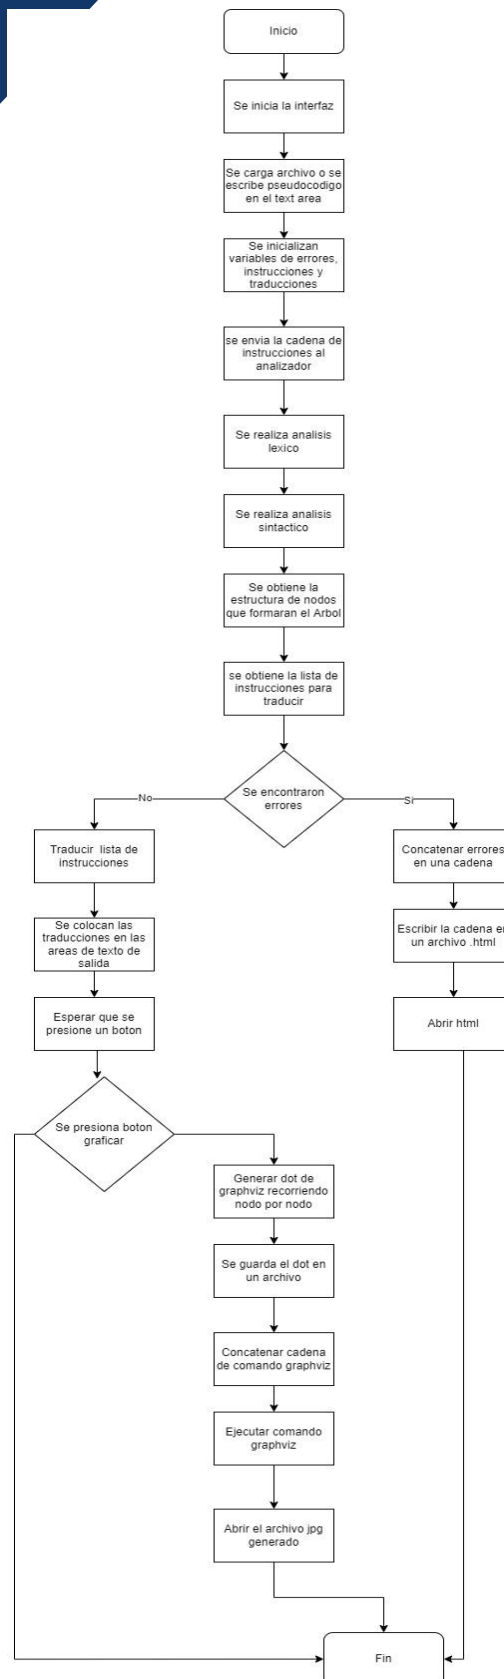 Inicio
Se inicia la interfaz
Se carga archivo o se
escribe pseudocodigo
en el text area
Se inicializan
variables de errores,
instrucciones y
traducciones
se envia la cadena de
instrucciones al
analizador
Se realiza analisis
lexico
Se realiza analisis
sintactico
Se obtiene la
estructura de nodos
que formaran el Arbol
se obtiene la lista de
instrucciones para
traducir
Se encontraron
errores
No
Si
Traducir lista de
instrucciones
Se colocan las
traducciones en las
areas de texto de
salida
Esperar que se
presione un boton
Concatenar errores
en una cadena
Escribir la cadena en
un archivo .html
Abrir html
Se presiona boton
graficar
Generar dot de
graphviz recorriendo
nodo por nodo
Se guarda el dot en
un archivo
Concatenar cadena
de comando graphviz
Ejecutar comando
graphviz
Abrir el archivo jpg
generado
Fin